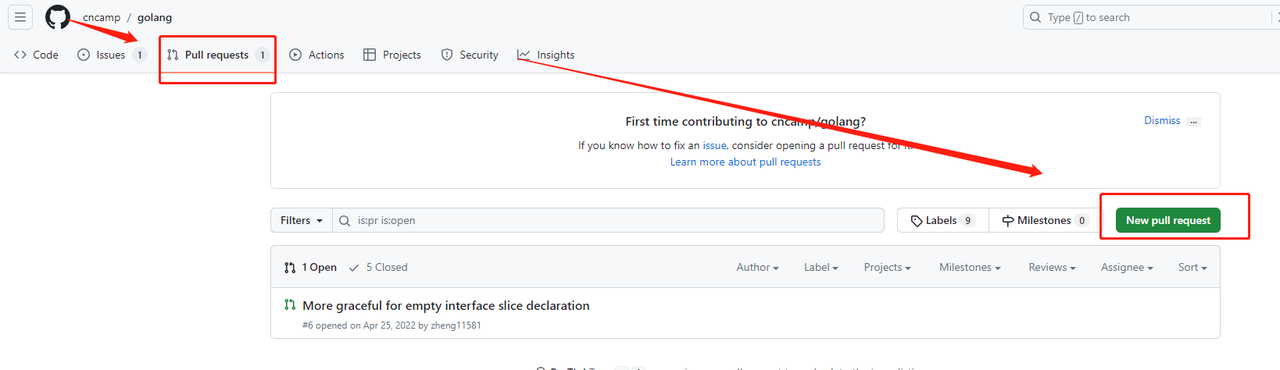 cncamp / golang
Type / to search
Code Issues 1 Pull requests 1 Actions Projects Security Insights
First time contributing to cncamp/golang?
Dismiss ...
If you know how to fix an issue, consider opening a pull request for
Learn more about pull requests
Filters is:pr is:open Labels 9 Milestones 0 New pull request
1 Open 5 Closed Author Label Projects Milestones Reviews Assignee Sort
More graceful for empty interface slice declaration
#6 opened on Apr 25, 2022 by zheng11581